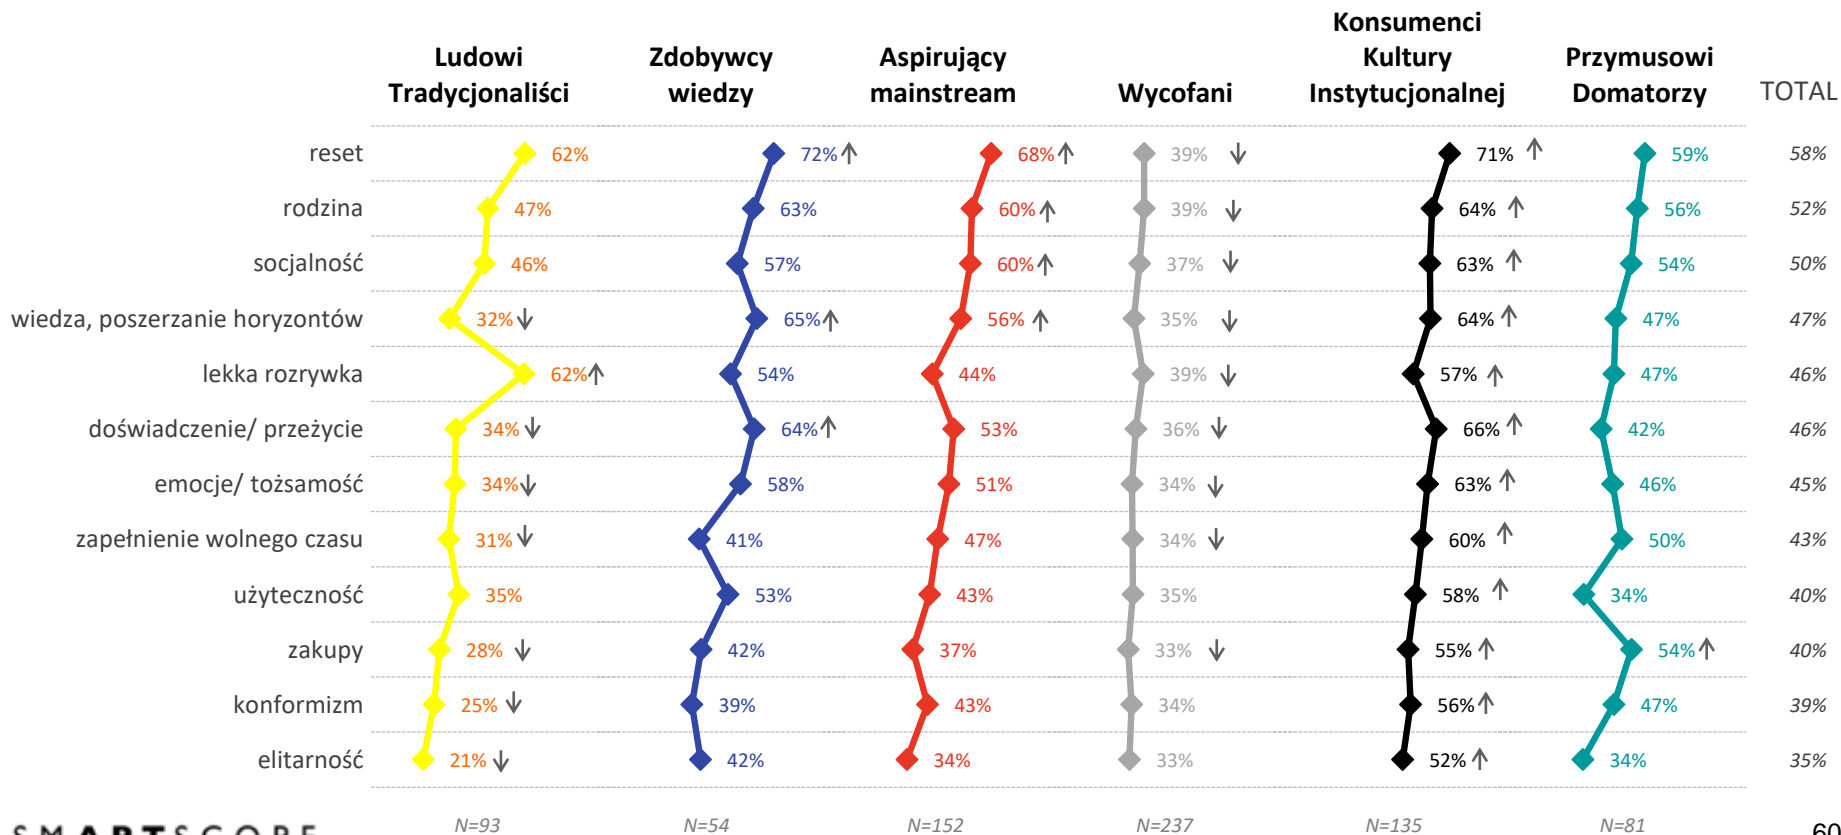 Ludowi Tradycjonaliści
Zdobywcy wiedzy
Aspirujący mainstream
Wycofani
Konsumenci Kultury Instytucjonalnej
Przymusowi Domatorzy
TOTAL
reset 62% 72% 68% 39% 71% 59% 58%
rodzina 47% 63% 60% 39% 64% 56% 52%
socjalność 46% 57% 60% 37% 63% 54% 50%
wiedza, poszerzanie horyzontów 32% 65% 56% 35% 64% 47% 47%
lekka rozrywka 62% 54% 44% 39% 57% 47% 46%
doświadczenie/ przeżycie 34% 64% 53% 36% 66% 42% 46%
emocje/ tożsamość 34% 58% 51% 34% 63% 46% 45%
zapełnienie wolnego czasu 31% 41% 47% 34% 60% 50% 43%
użyteczność 35% 53% 43% 35% 58% 34% 40%
zakupy 28% 42% 37% 33% 55% 54% 40%
konformizm 25% 39% 43% 34% 56% 47% 39%
elitarność 21% 42% 34% 33% 52% 34% 35%
N=93 N=54 N=152 N=237 N=135 N=81
SMARTSCOPE
60